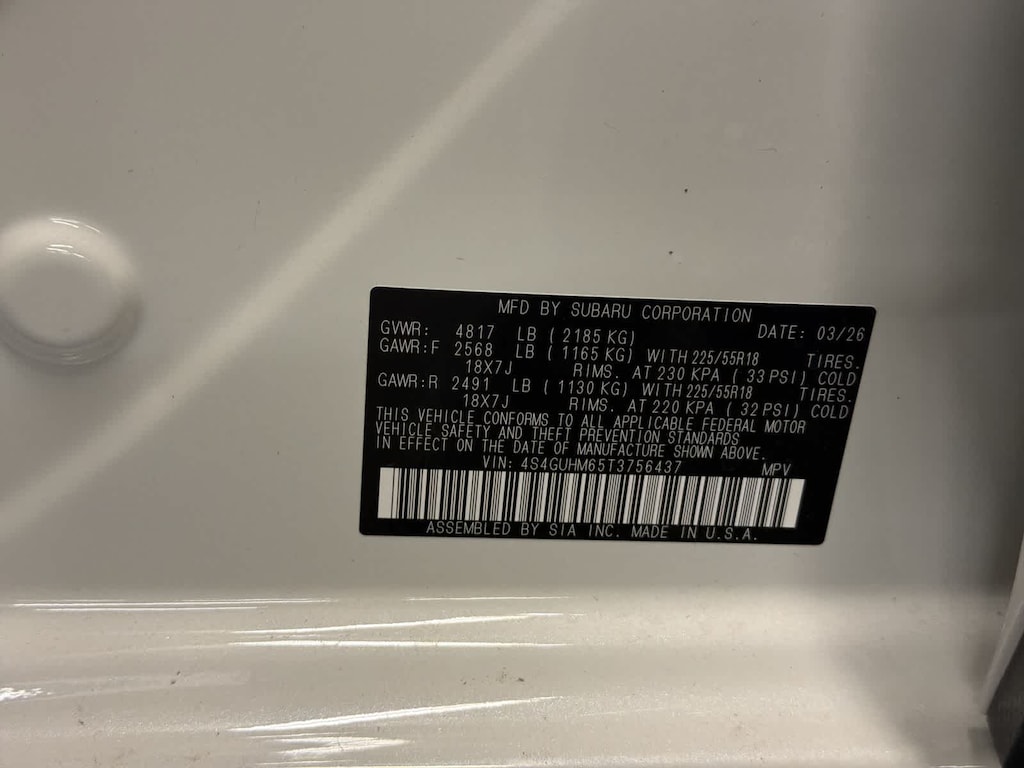 MFD BY SUBARU CORPORATION
GVWR: 4817 LB ( 2185 KG) DATE: 03/26
GAWR:F 2568 LB ( 1165 KG) WITH 225/55R18 TIRES.
18X7J RIMS. AT 230 KPA ( 33 PSI) COLD
GAWR:R 2491 LB ( 1130 KG) WITH 225/55R18 TIRES.
18X7J RIMS. AT 220 KPA ( 32 PSI) COLD
THIS VEHICLE CONFORMS TO ALL APPLICABLE FEDERAL MOTOR
VEHICLE SAFETY AND THEFT PREVENTION STANDARDS
IN EFFECT ON THE DATE OF MANUFACTURE SHOWN ABOVE.
VIN: 4S4GUHM65T3756437 MPV
ASSEMBLED BY SIA INC. MADE IN U.S.A.